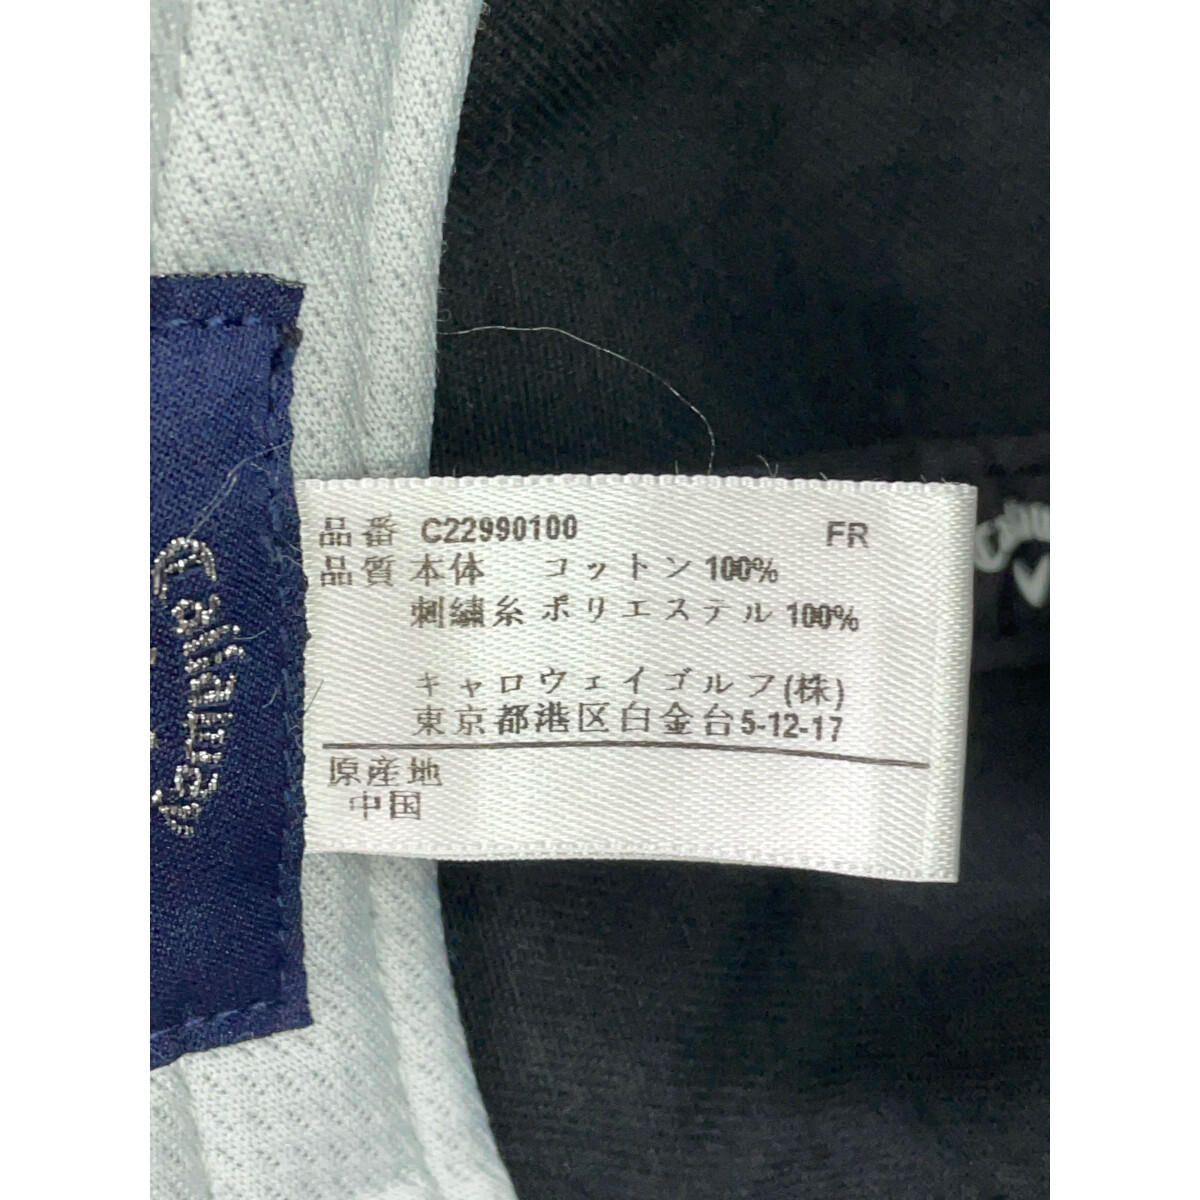 品番 C22990100 FR
品質 本体 コットン 100%
刺繍糸 ポリエステル 100%
キャロウェイゴルフ(株)
東京都港区白金台5-12-17
原産地
中国
Callaway